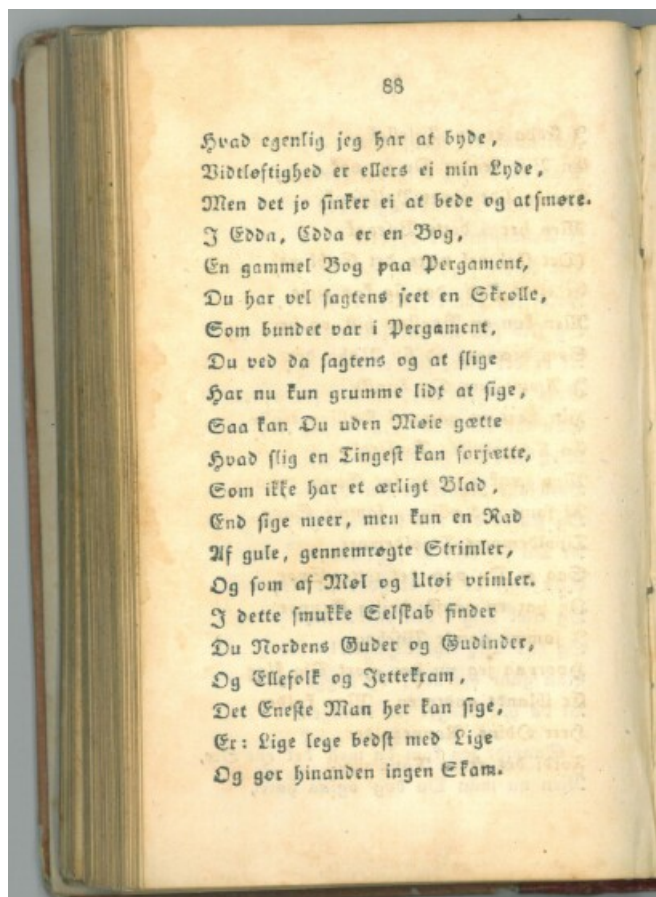 88
Hvad egenlig jeg har at byde,
Vidtløftighed er ellers ei min Lyde,
Men det jo sinker ei at bede og at smøre.
I Edda, Edda er en Bog,
En gammel Bog paa Pergament,
Du har vel sagtens seet en Skrolle,
Som bundet var i Pergament,
Du ved da sagtens og at slige
Har nu kun grumme lidt at sige,
Saa kan Du uden Møie gætte
Hvad slig en Tingest kan forjætte,
Som ikke har et ærligt Blad,
End sige meer, men kun en Rad
Af gule, gennemrøgte Strimler,
Og som af Møl og Utøi vrimler.
I dette smukke Selskab finder
Du Nordens Guder og Gudinder,
Og Ellefolk og Jettekram,
Det Eneste Man her kan sige,
Er: Lige lege bedst med Lige
Og gør hinanden ingen Skam.